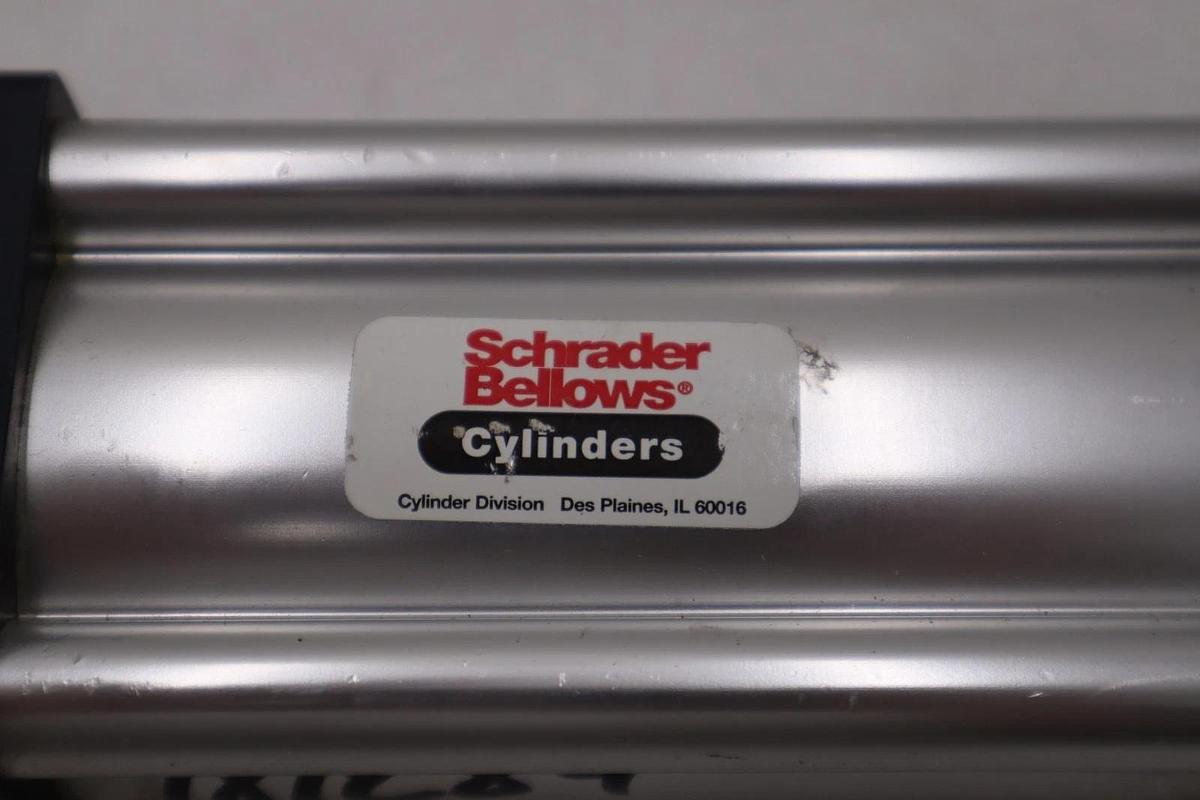 Schrader
Bellows®
Cylinders
Cylinder Division Des Plaines, IL 60016